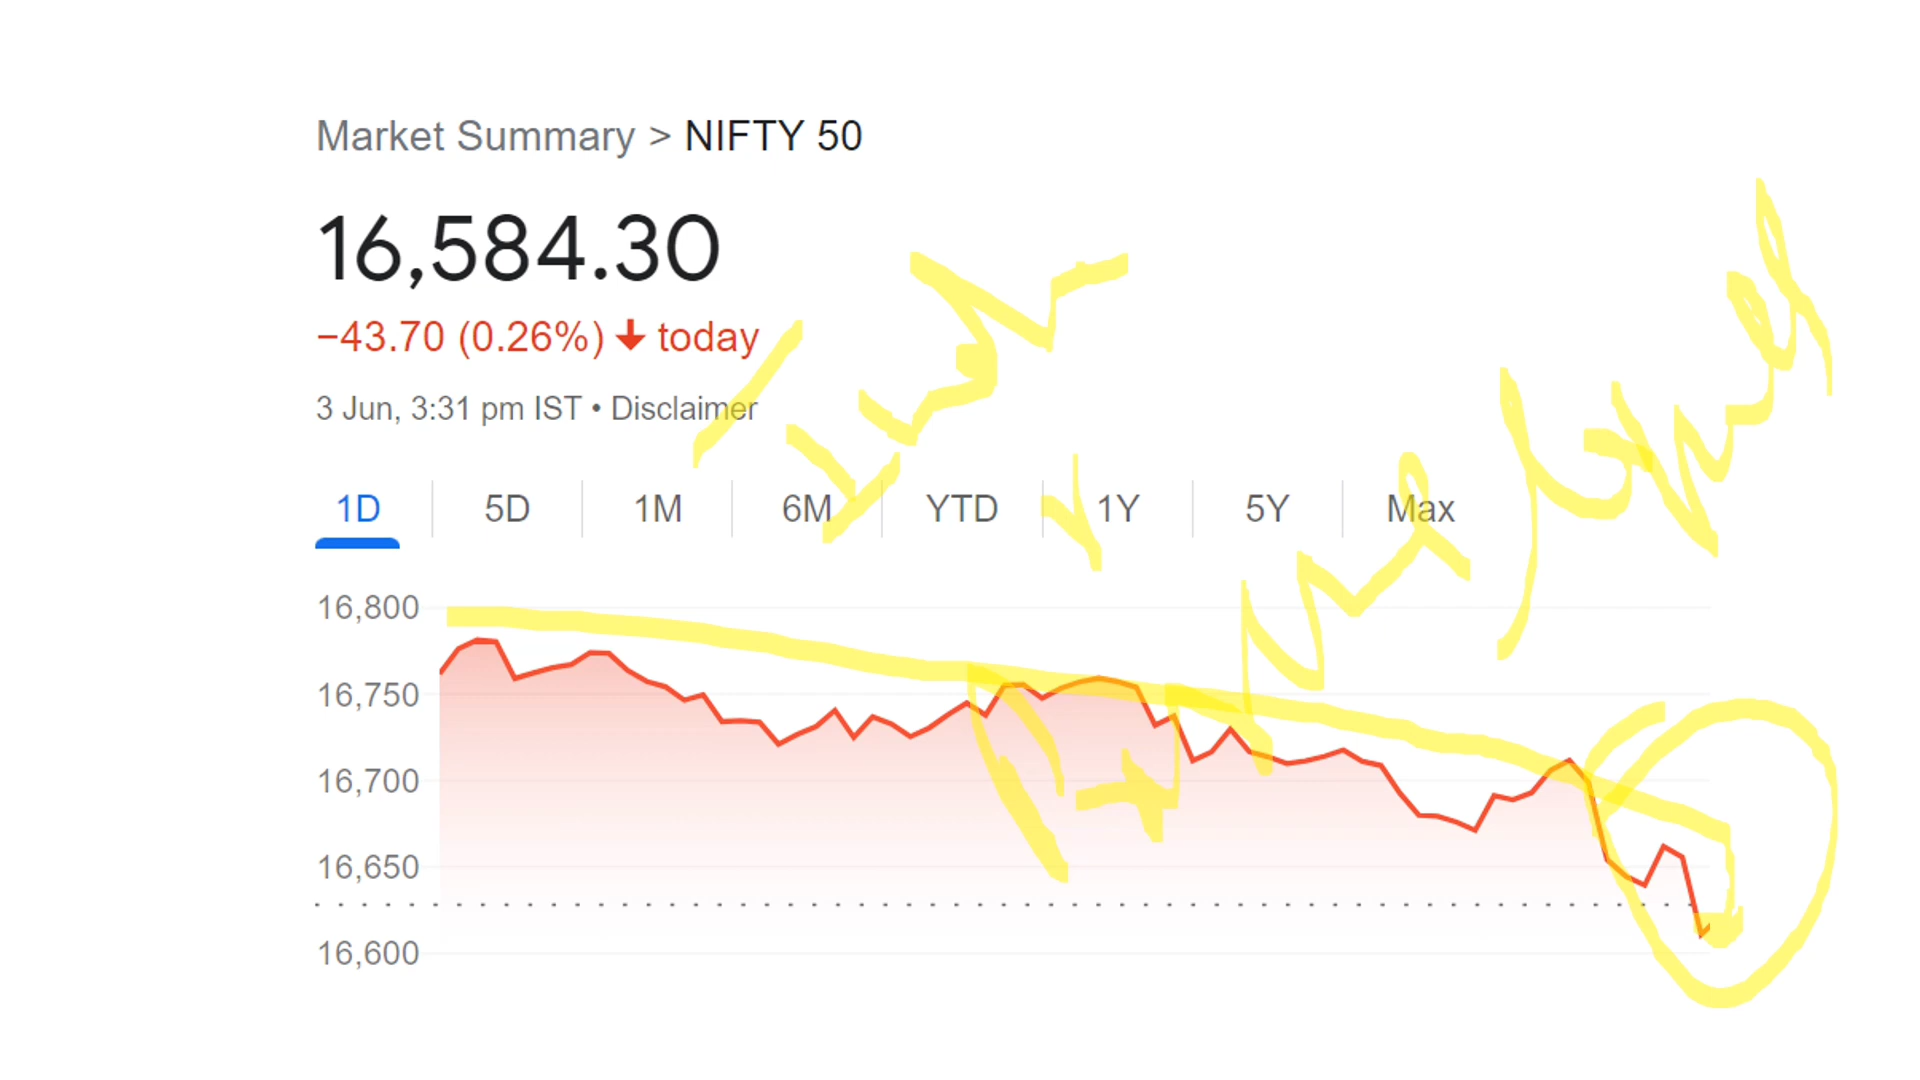 Market Summary > NIFTY 50
16,584.30
−43.70 (0.26%) ↓ today
3 Jun, 3:31 pm IST • Disclaimer
1D 5D 1M 6M YTD 1Y 5Y Max
16,800
16,750
16,700
16,650
16,600